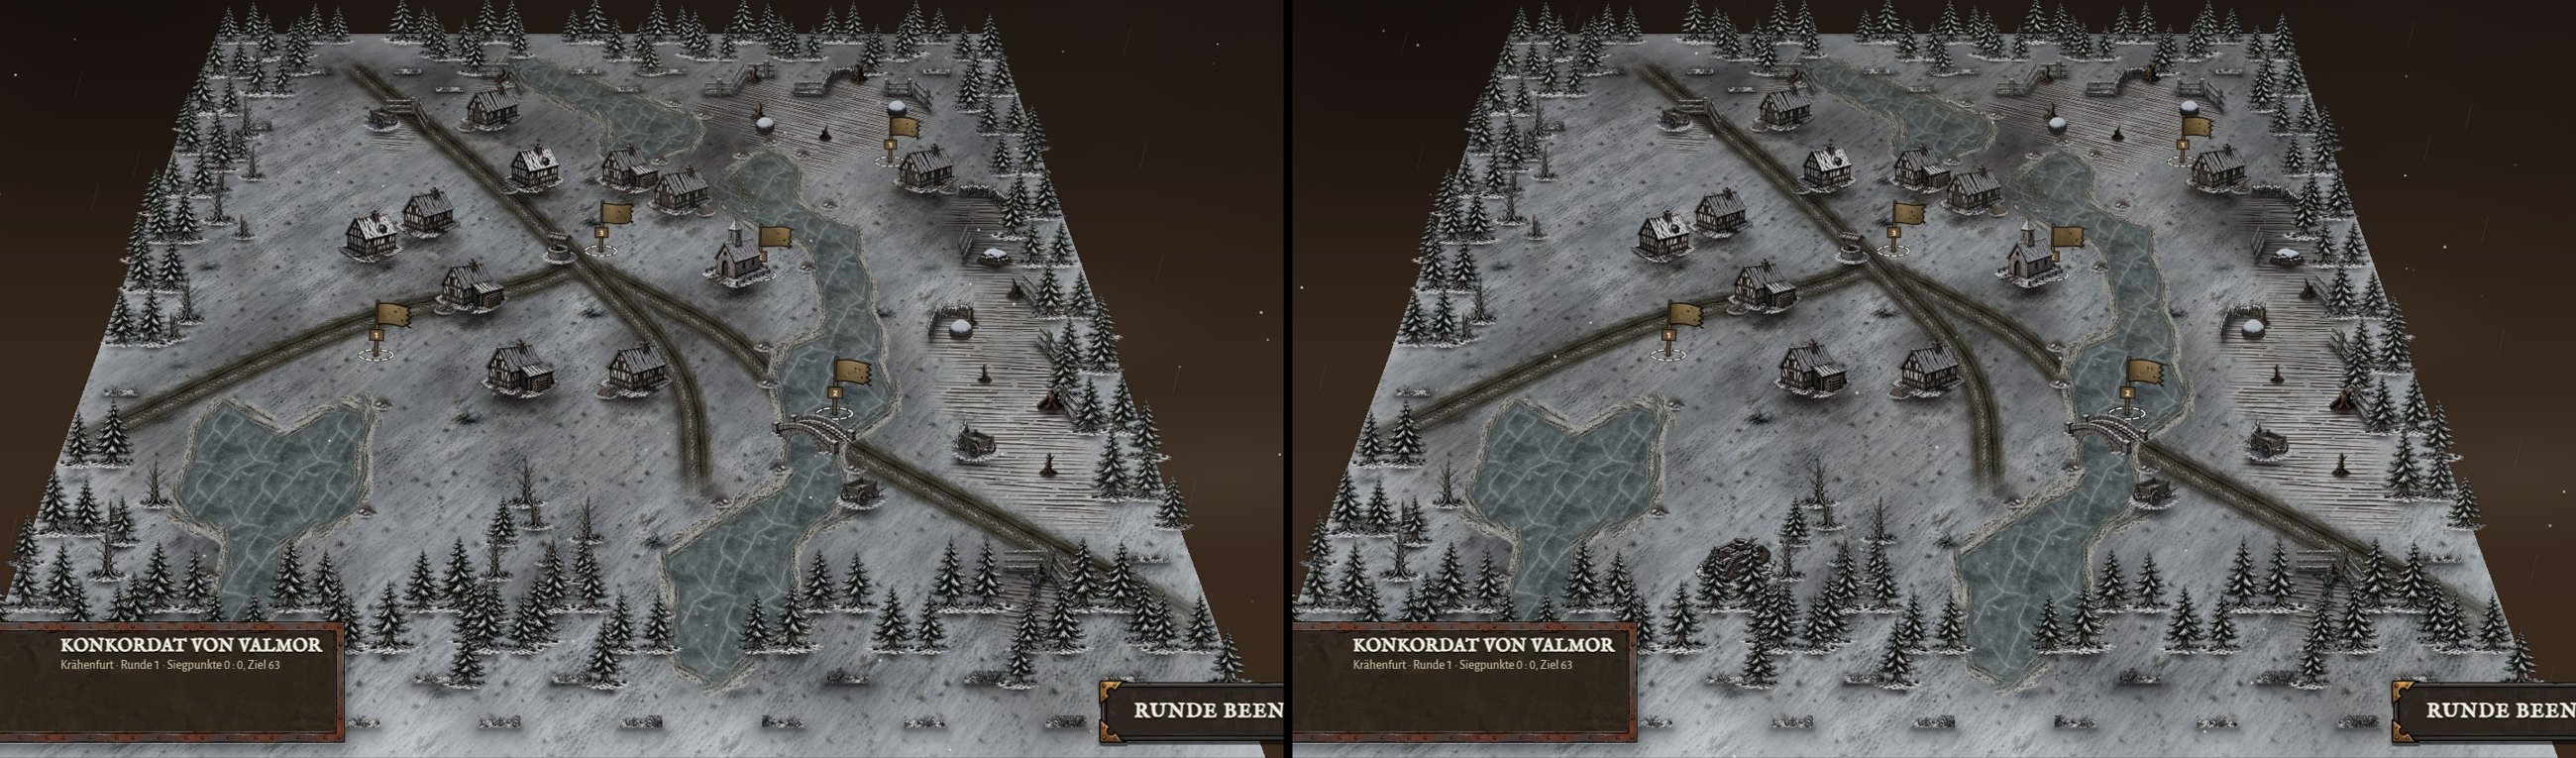 KONKORDAT VON VALMOR
Krähenfurt · Runde 1 · Siegpunkte 0 : 0, Ziel 63
RUNDE BEEN
KONKORDAT VON VALMOR
Krähenfurt · Runde 1 · Siegpunkte 0 : 0, Ziel 63
RUNDE BEEN